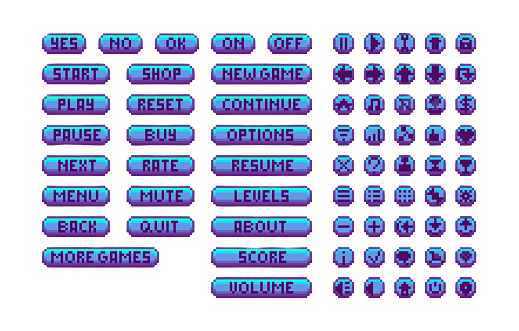 YES NO OK ON OFF
START SHOP NEW GAME
PLAY RESET CONTINUE
PAUSE BUY OPTIONS
NEXT RATE RESUME
MENU MUTE LEVELS
BACK QUIT ABOUT
MORE GAMES SCORE
VOLUME